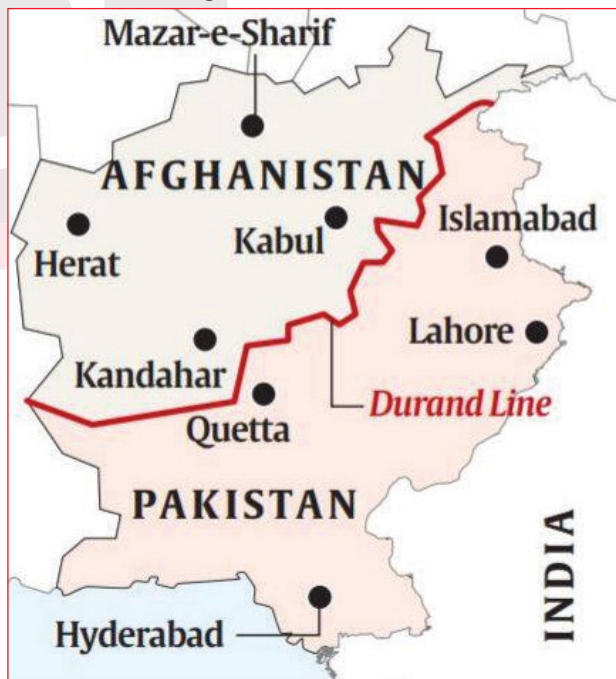 Mazar-e-Sharif
AFGHANISTAN
Islamabad
Kabul
Herat
Lahore
Kandahar
Durand Line
Quetta
PAKISTAN
INDIA
Hyderabad